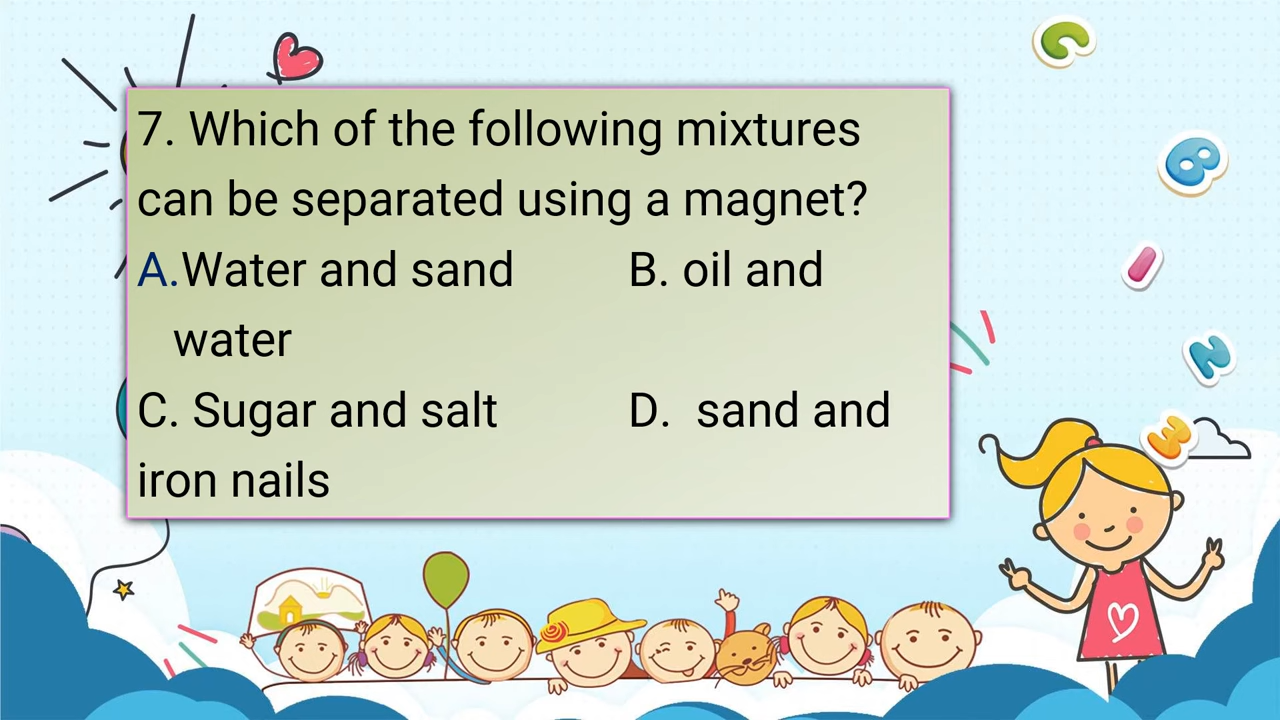 7. Which of the following mixtures
can be separated using a magnet?
A.Water and sand B. oil and
water
C. Sugar and salt D. sand and
iron nails